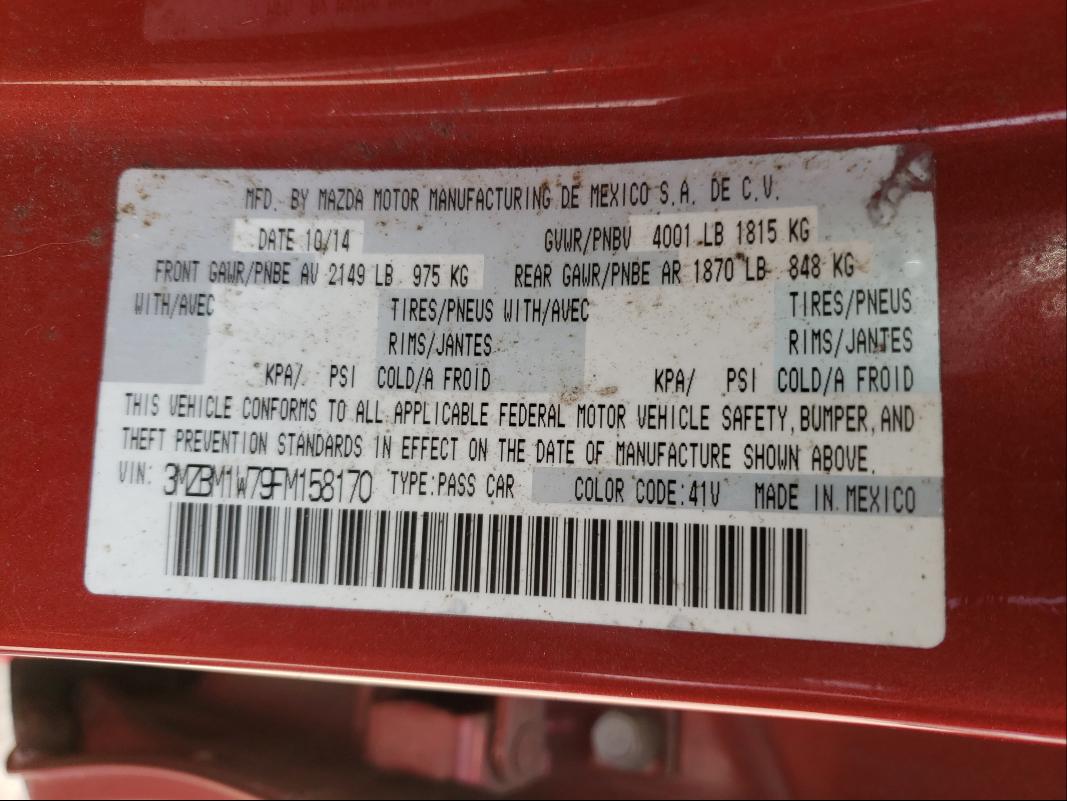 MFD. BY MAZDA MOTOR MANUFACTURING DE MEXICO S.A. DE C.V.
DATE 10/14 GVWR/PNBV 4001 LB 1815 KG
FRONT GAWR/PNBE AV 2149 LB 975 KG REAR GAWR/PNBE AR 1870 LB 848 KG
WITH/AVEC TIRES/PNEUS WITH/AVEC TIRES/PNEUS
RIMS/JANTES RIMS/JANTES
KPA/ PSI COLD/A FROID KPA/ PSI COLD/A FROID
THIS VEHICLE CONFORMS TO ALL APPLICABLE FEDERAL MOTOR VEHICLE SAFETY, BUMPER, AND
THEFT PREVENTION STANDARDS IN EFFECT ON THE DATE OF MANUFACTURE SHOWN ABOVE.
VIN: 3MZBM1W79FM158170 TYPE:PASS CAR COLOR CODE:41V MADE IN MEXICO